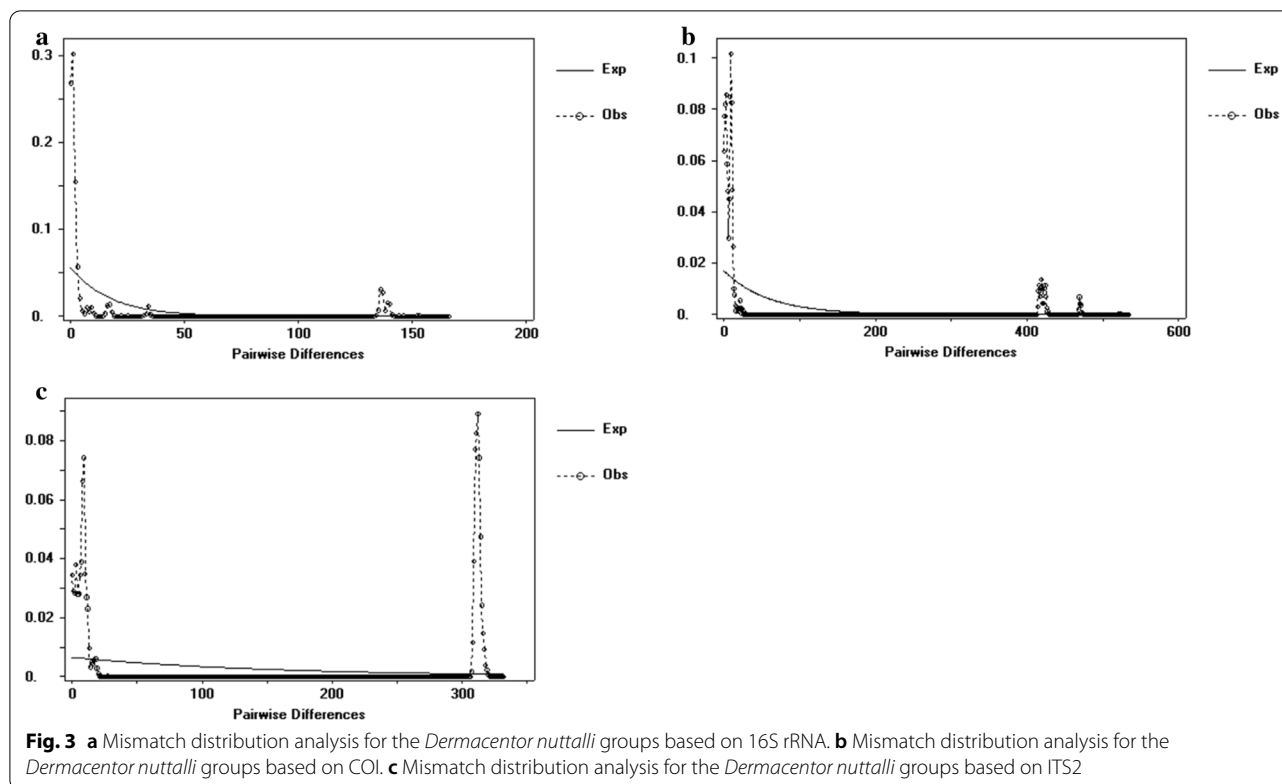 a
0.3
0.2
0.1
0.
0
50
100
150
200
Pairwise Differences
Exp
Obs
b
0.1
0.08
0.06
0.04
0.02
0.
0
200
400
600
Pairwise Differences
Exp
Obs
c
0.08
0.06
0.04
0.02
0.
0
100
200
300
Pairwise Differences
Exp
Obs
Fig. 3 a Mismatch distribution analysis for the Dermacentor nuttalli groups based on 16S rRNA. b Mismatch distribution analysis for the
Dermacentor nuttalli groups based on COI. c Mismatch distribution analysis for the Dermacentor nuttalli groups based on ITS2